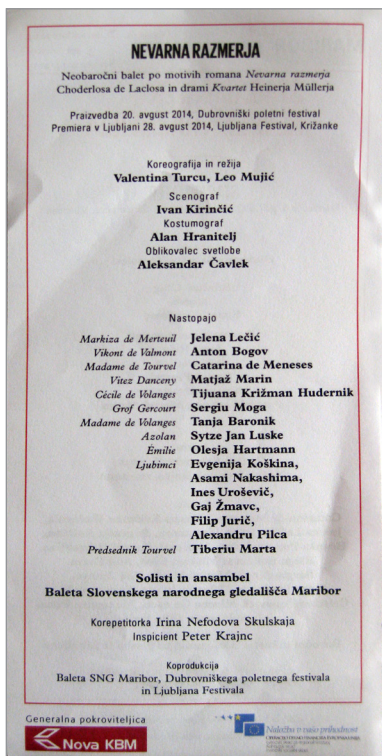 NEVARNA RAZMERJA
Neobaročni balet po motivih romana Nevarna razmerja
Choderlosa de Laclosa in drami Kvartet Heinerja Müllerja
Praizvedba 20. avgust 2014, Dubrovniški poletni festival
Premiera v Ljubljani 28. avgust 2014, Ljubljana Festival, Križanke
Koreografija in režija
Valentina Turcu, Leo Mujić
Scenograf
Ivan Kirinčić
Kostumograf
Alan Hranitelj
Oblikovalec svetlobe
Aleksandar Čavlek
Nastopajo
Markiza de Merteuil Jelena Lečić
Vikont de Valmont Anton Bogov
Madame de Tourvel Catarina de Meneses
Vitez Danceny Matjaž Marin
Cécile de Volanges Tijuana Križman Hudernik
Grof Gercourt Sergiu Moga
Madame de Volanges Tanja Baronik
Azolan Sytze Jan Luske
Émilie Olesja Hartmann
Ljubimci Evgenija Koškina,
Asami Nakashima,
Ines Uroševič,
Gaj Žmavc,
Filip Jurič,
Alexandru Pilca
Predsednik Tourvel Tiberiu Marta
Solisti in ansambel
Baleta Slovenskega narodnega gledališča Maribor
Korepetitorka Irina Nefodova Skulskaja
Inspicient Peter Krajnc
Koprodukcija
Baleta SNG Maribor, Dubrovniškega poletnega festivala
in Ljubljana Festivala
Generalna pokroviteljica
Nova KBM
Naložba v vašo prihodnost